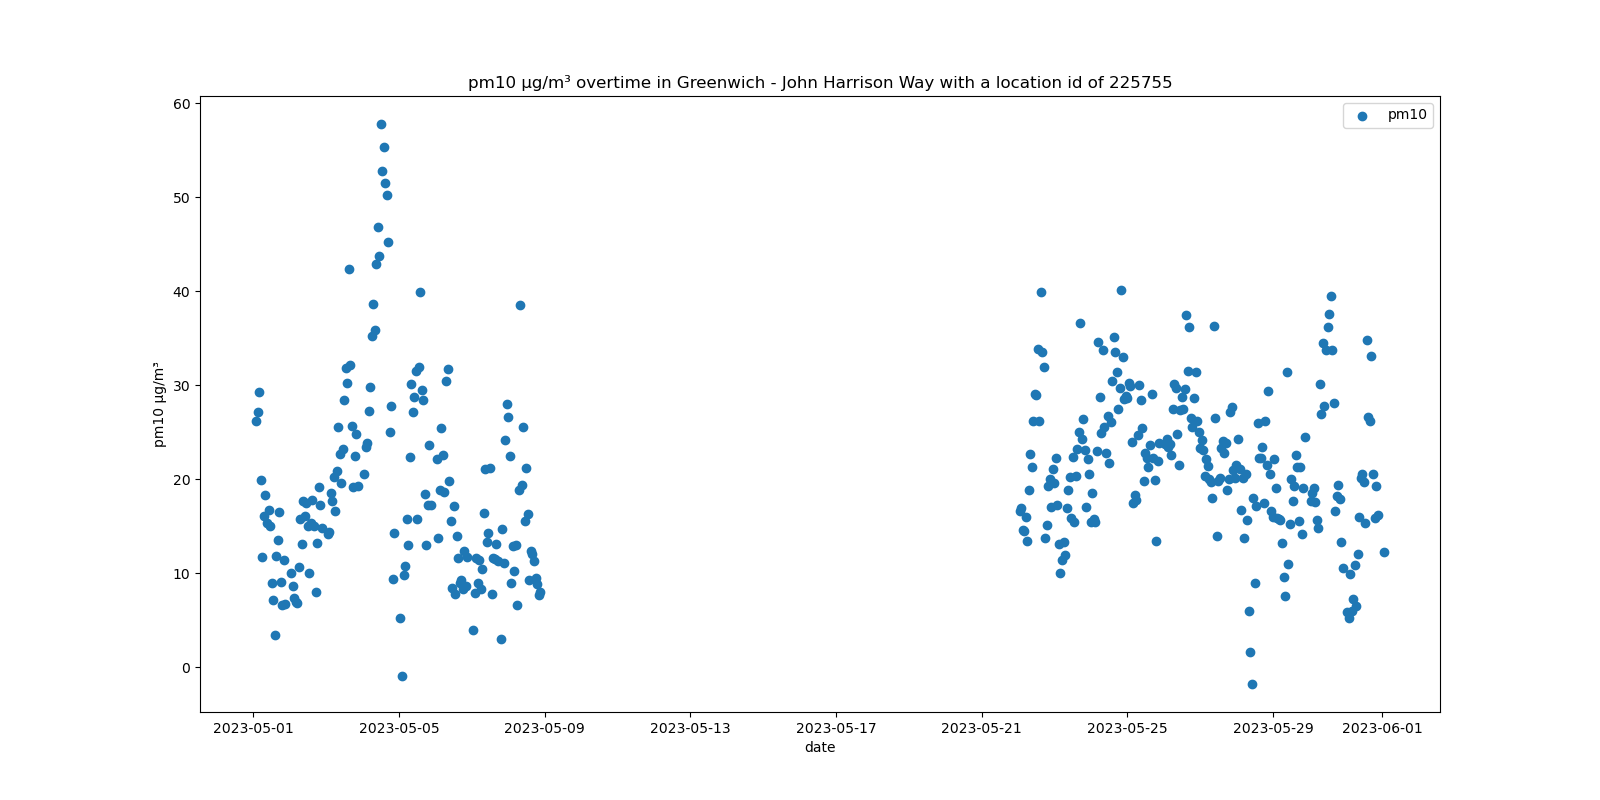 pm10 μg/m³ overtime in Greenwich - John Harrison Way with a location id of 225755
pm10
60
50
40
30
20
10
0
pm10 μg/m³
2023-05-01 2023-05-05 2023-05-09 2023-05-13 2023-05-17 2023-05-21 2023-05-25 2023-05-29 2023-06-01
date